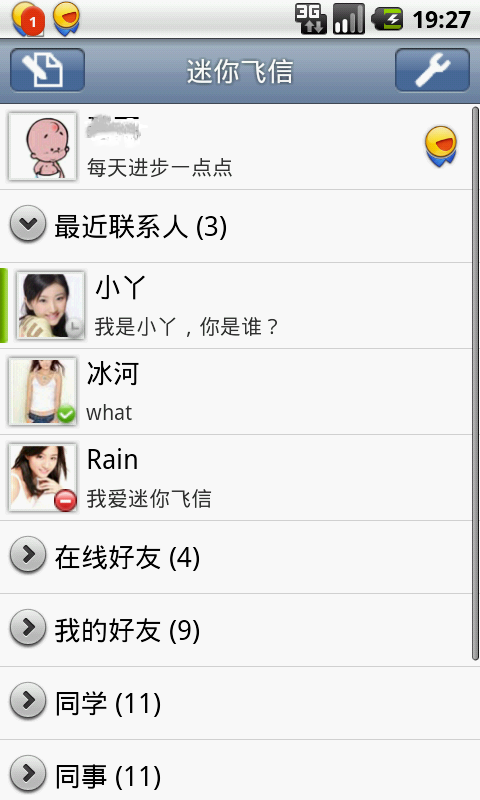 1
3G
19:27
迷你飞信
每天进步一点点
最近联系人 (3)
小丫
我是小丫，你是谁？
冰河
what
Rain
我爱迷你飞信
在线好友 (4)
我的好友 (9)
同学 (11)
同事 (11)